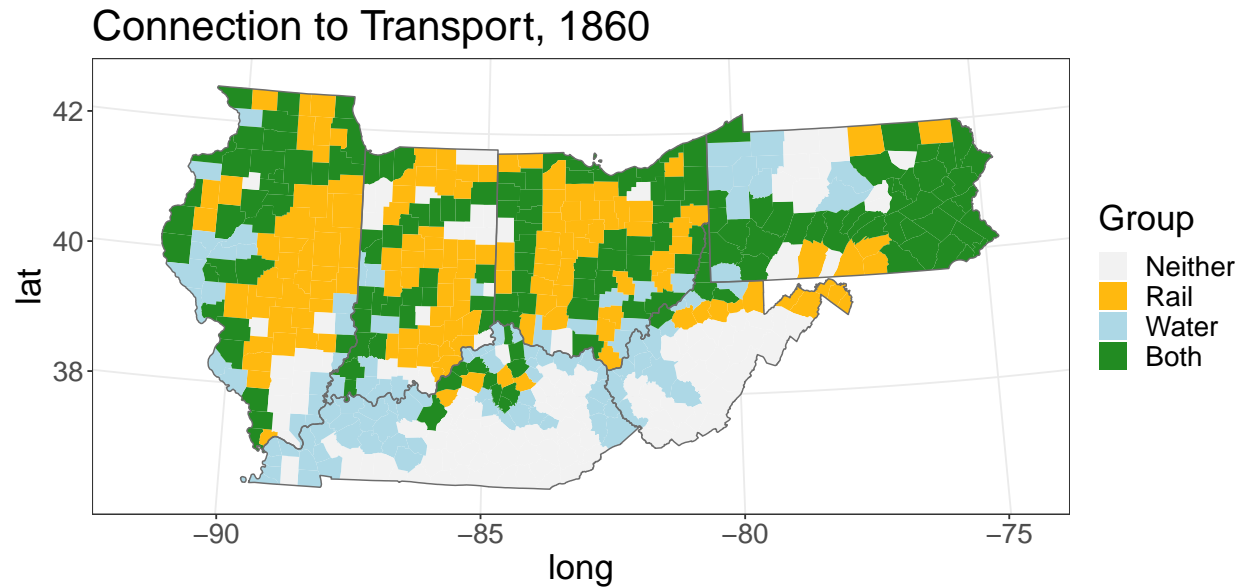 Connection to Transport, 1860
42
40
38
lat
−90
−85
−80
−75
long
Group
Neither
Rail
Water
Both